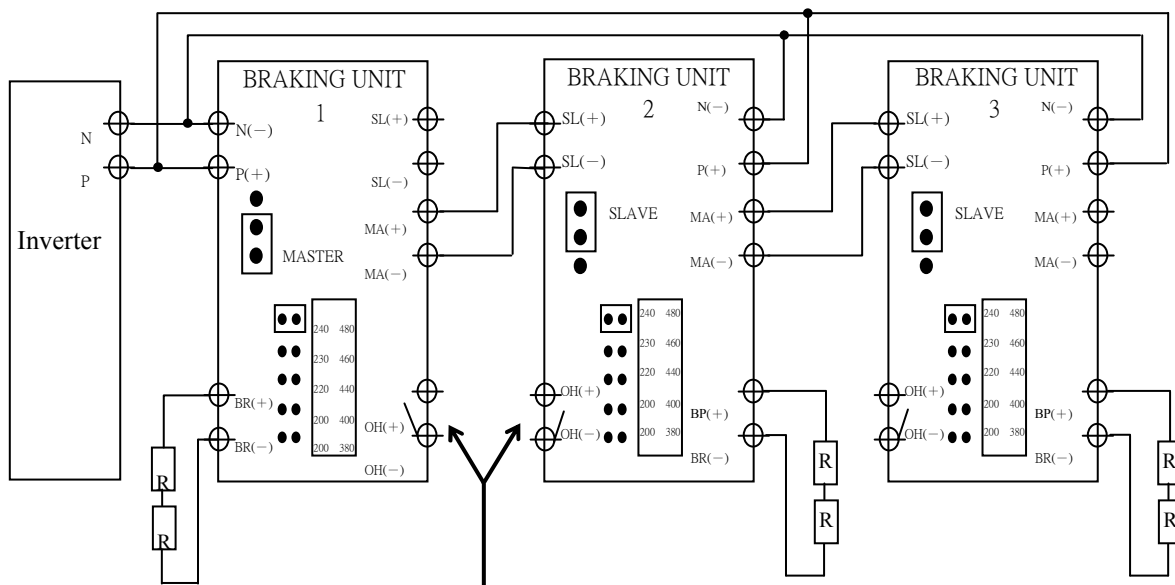 Inverter
N
P
BRAKING UNIT
1
N(−)
P(+)
SL(+)
SL(−)
MA(+)
MA(−)
MASTER
240 480
230 460
220 440
200 400
200 380
BR(+)
BR(−)
OH(+)
OH(−)
R
R
BRAKING UNIT
2
SL(+)
SL(−)
N(−)
P(+)
SLAVE
MA(+)
MA(−)
240 480
230 460
220 440
200 400
200 380
OH(+)
OH(−)
BP(+)
BR(−)
R
R
BRAKING UNIT
3
SL(+)
SL(−)
N(−)
P(+)
SLAVE
MA(+)
MA(−)
240 480
230 460
220 440
200 400
200 380
OH(+)
OH(−)
BP(+)
BR(−)
R
R